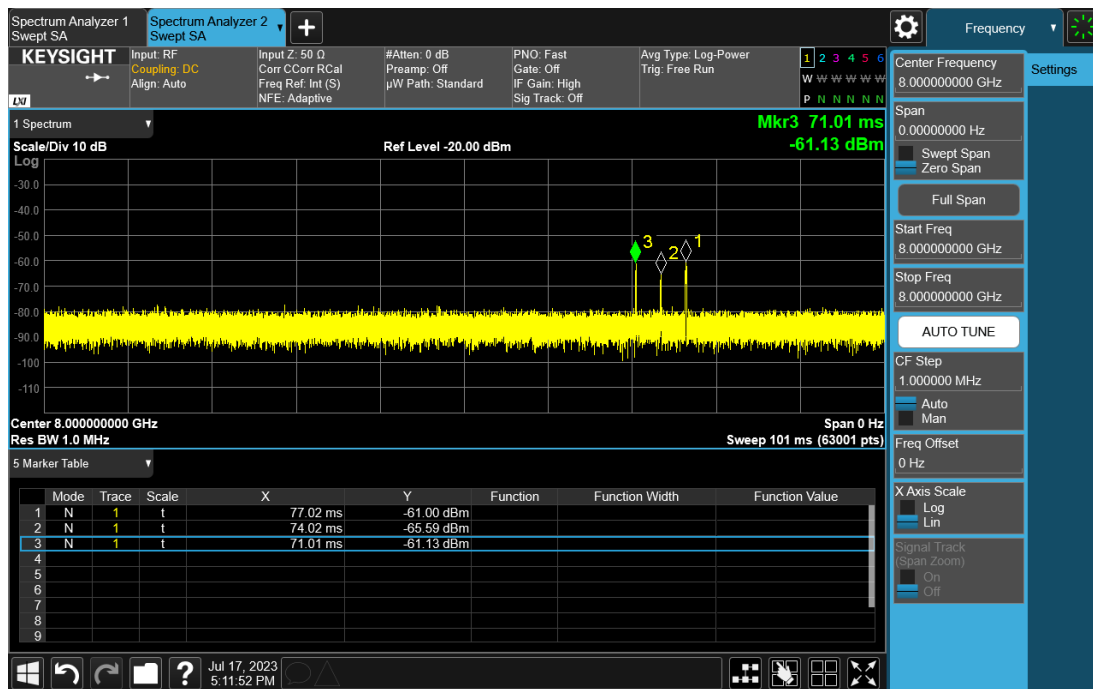 Spectrum Analyzer 1
Swept SA
Spectrum Analyzer 2
Swept SA
Frequency
KEYSIGHT
LXI
Input: RF
Coupling: DC
Align: Auto
Input Z: 50 Ω
Corr CCorr RCal
Freq Ref: Int (S)
NFE: Adaptive
#Atten: 0 dB
Preamp: Off
µW Path: Standard
PNO: Fast
Gate: Off
IF Gain: High
Sig Track: Off
Avg Type: Log-Power
Trig: Free Run
1 2 3 4 5 6
W W W W W W
P N N N N N
1 Spectrum
Scale/Div 10 dB
Ref Level -20.00 dBm
Mkr3 71.01 ms
-61.13 dBm
Log
-30.0
-40.0
-50.0
-60.0
-70.0
-80.0
-90.0
-100
-110
3
2
1
Center 8.000000000 GHz
Res BW 1.0 MHz
Span 0 Hz
Sweep 101 ms (63001 pts)
5 Marker Table
Mode Trace Scale X Y Function Function Width Function Value
1 N 1 t 77.02 ms -61.00 dBm
2 N 1 t 74.02 ms -65.59 dBm
3 N 1 t 71.01 ms -61.13 dBm
4
5
6
7
8
9
Jul 17, 2023
5:11:52 PM
Center Frequency
8.000000000 GHz
Span
0.00000000 Hz
Swept Span
Zero Span
Full Span
Start Freq
8.000000000 GHz
Stop Freq
8.000000000 GHz
AUTO TUNE
CF Step
1.000000 MHz
Auto
Man
Freq Offset
0 Hz
X Axis Scale
Log
Lin
Signal Track
(Span Zoom)
On
Off
Settings